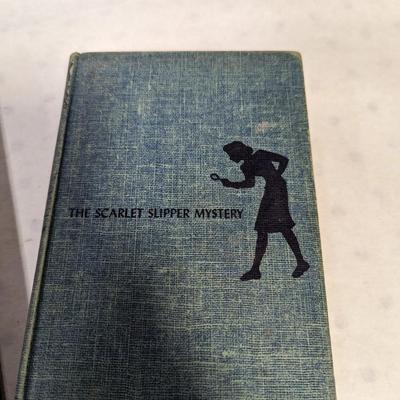 THE SCARLET SLIPPER MYSTERY